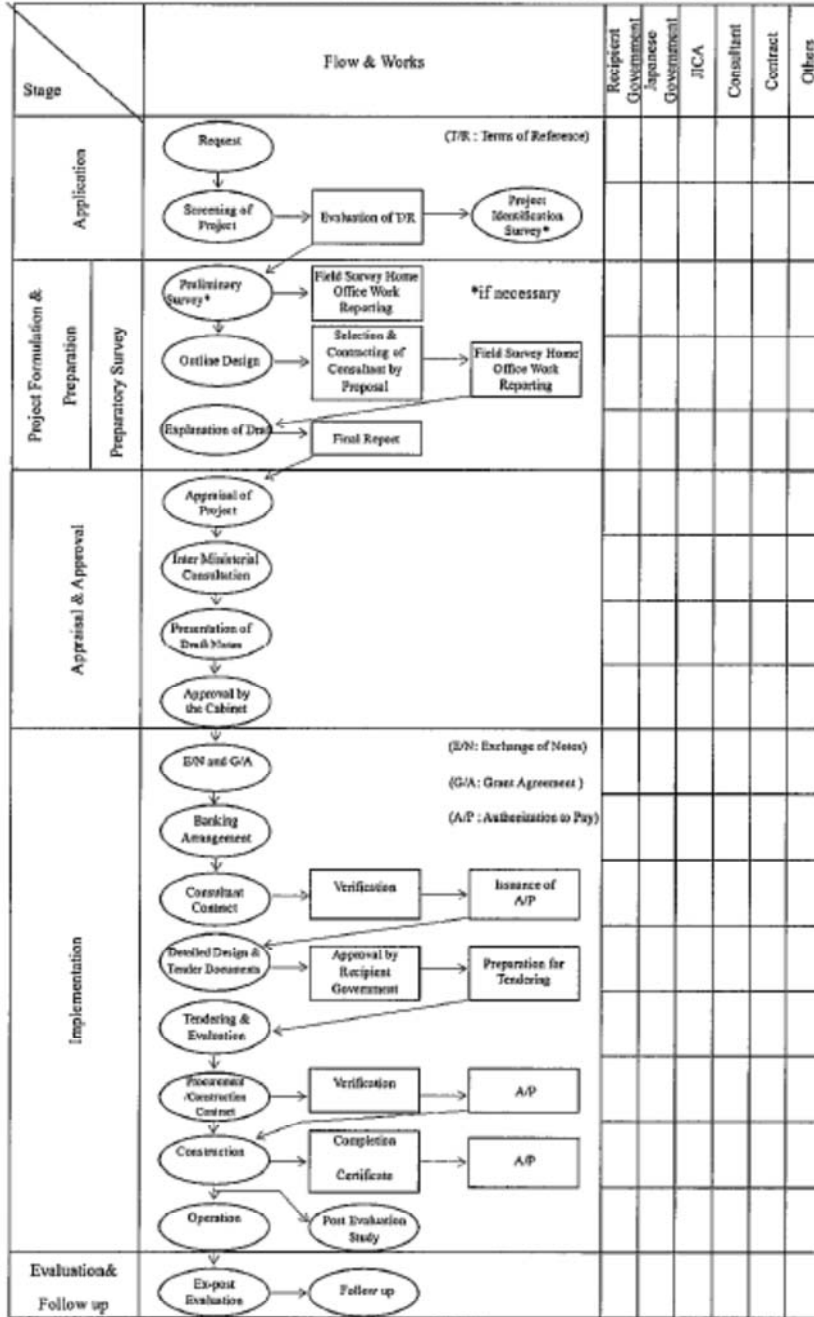 Stage
Flow & Works
Recipient
Government
Japanese
Government
JICA
Consultant
Contract
Others
Application
Request
(T/R : Terms of Reference)
Screening of
Project
Evaluation of T/R
Project
Identification
Survey*
Project Formulation &
Preparation
Preparatory Survey
Preliminary
Survey*
Field Survey Home
Office Work
Reporting
*if necessary
Outline Design
Selection &
Contracting of
Consultant by
Proposal
Field Survey Home
Office Work
Reporting
Explanation of Draft
Final Report
Appraisal & Approval
Appraisal of
Project
Inter Ministerial
Consultation
Presentation of
Draft Notes
Approval by
the Cabinet
Implementation
E/N and G/A
(E/N: Exchange of Notes)
(G/A: Grant Agreement )
(A/P : Authorization to Pay)
Banking
Arrangement
Consultant
Contract
Verification
Issuance of
A/P
Detailed Design &
Tender Documents
Approval by
Recipient
Government
Preparation for
Tendering
Tendering &
Evaluation
Procurement
/Construction
Contract
Verification
A/P
Construction
Completion
Certificate
A/P
Operation
Post Evaluation
Study
Evaluation&
Follow up
Ex-post
Evaluation
Follow up